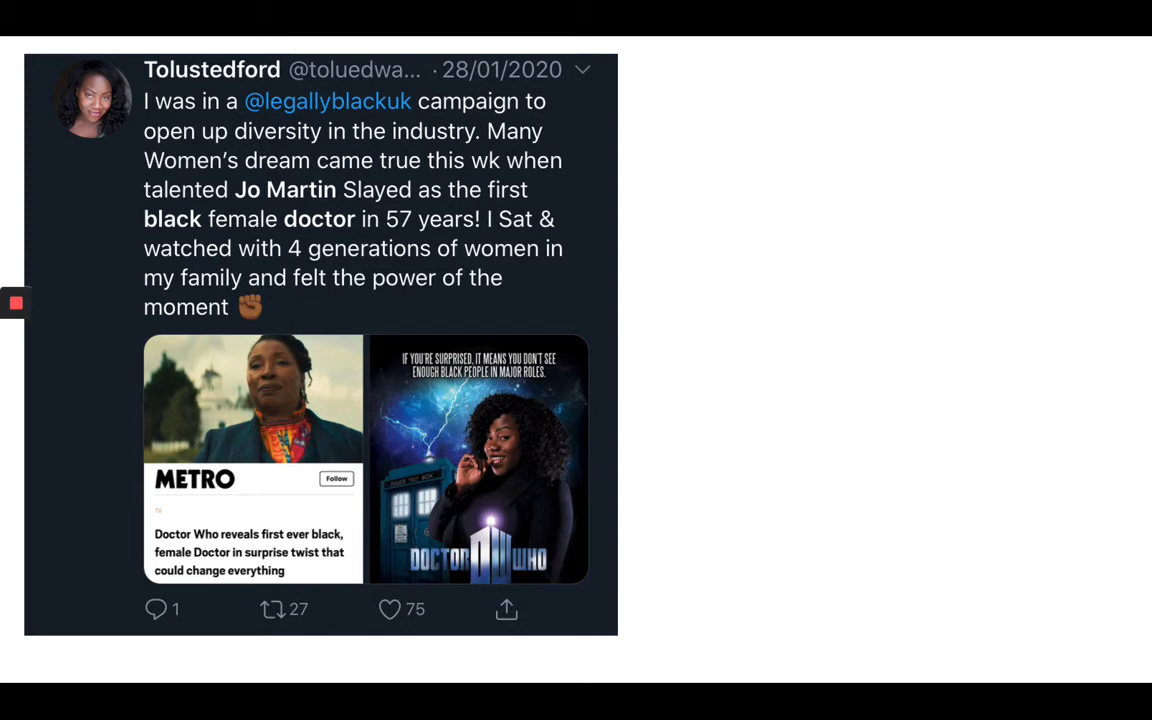 Tolustedford @toluedwa... · 28/01/2020
I was in a @legallyblackuk campaign to
open up diversity in the industry. Many
Women's dream came true this wk when
talented Jo Martin Slayed as the first
black female doctor in 57 years! I Sat &
watched with 4 generations of women in
my family and felt the power of the
moment ✊🏾
METRO
Follow
TV
Doctor Who reveals first ever black,
female Doctor in surprise twist that
could change everything
IF YOU'RE SURPRISED, IT MEANS YOU DON'T SEE
ENOUGH BLACK PEOPLE IN MAJOR ROLES.
POLICE BOX
DOCTOR DW WHO
1
27
75